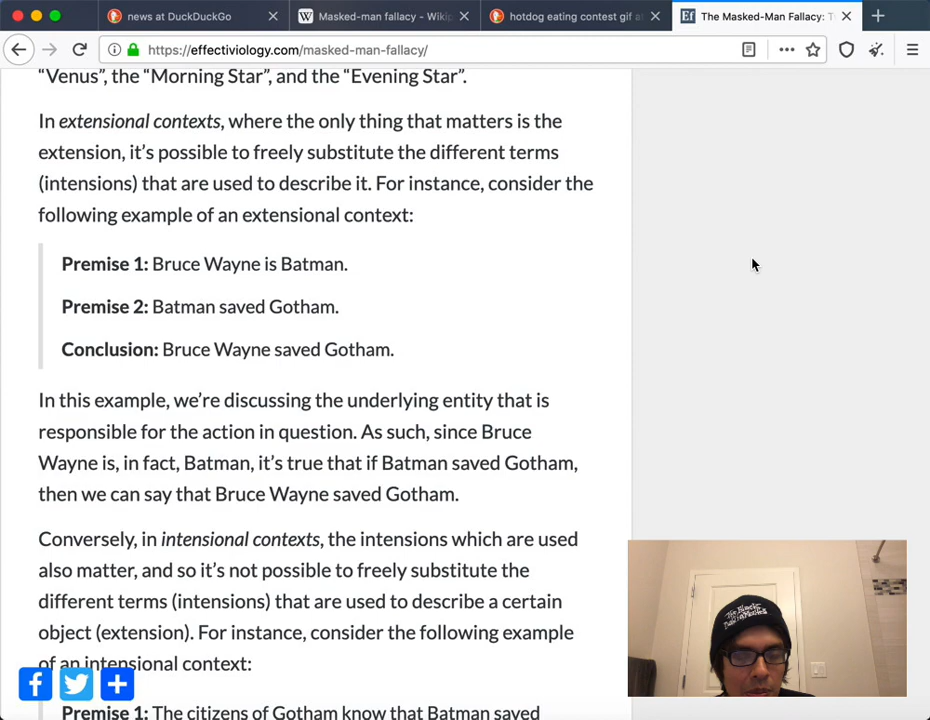 news at DuckDuckGo
Masked-man fallacy - Wiki
hotdog eating contest gif a
The Masked-Man Fallacy: T
https://effectiviology.com/masked-man-fallacy/
"Venus", the "Morning Star", and the "Evening Star".
In extensional contexts, where the only thing that matters is the
extension, it's possible to freely substitute the different terms
(intensions) that are used to describe it. For instance, consider the
following example of an extensional context:
Premise 1: Bruce Wayne is Batman.
Premise 2: Batman saved Gotham.
Conclusion: Bruce Wayne saved Gotham.
In this example, we're discussing the underlying entity that is
responsible for the action in question. As such, since Bruce
Wayne is, in fact, Batman, it's true that if Batman saved Gotham,
then we can say that Bruce Wayne saved Gotham.
Conversely, in intensional contexts, the intensions which are used
also matter, and so it's not possible to freely substitute the
different terms (intensions) that are used to describe a certain
object (extension). For instance, consider the following example
of an intensional context:
Premise 1: The citizens of Gotham know that Batman saved